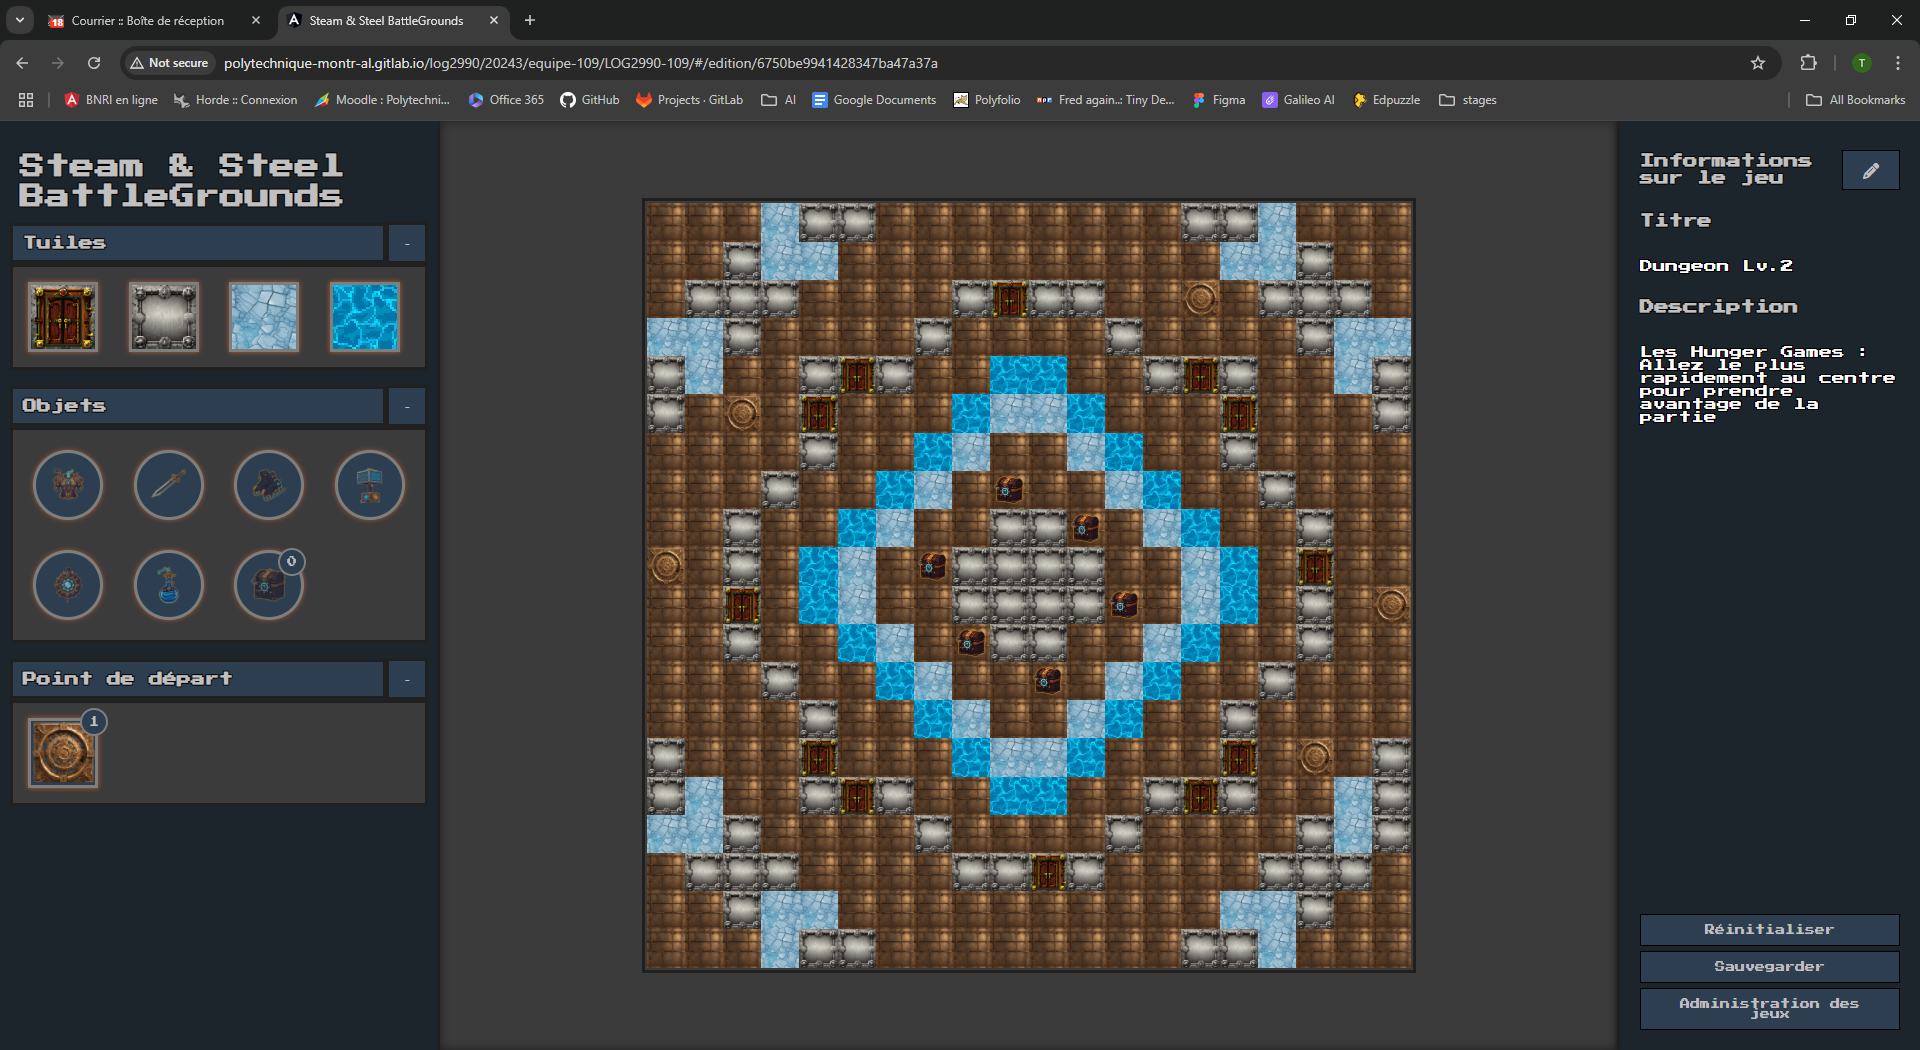 Courrier :: Boîte de réception
Steam & Steel BattleGrounds
Not secure
polytechnique-montr-al.gitlab.io/log2990/20243/equipe-109/LOG2990-109/#/edition/6750be9941428347ba47a37a
T
BNRI en ligne
Horde :: Connexion
Moodle : Polytechni...
Office 365
GitHub
Projects · GitLab
AI
Google Documents
Polyfolio
Fred again..: Tiny De...
Figma
Galileo AI
Edpuzzle
stages
All Bookmarks
Steam & Steel
BattleGrounds
Tuiles
-
Objets
-
0
Point de départ
-
1
Informations
sur le jeu
Titre
Dungeon Lv.2
Description
Les Hunger Games :
Allez le plus
rapidement au centre
pour prendre
avantage de la
partie
Réinitialiser
Sauvegarder
Administration des
jeux